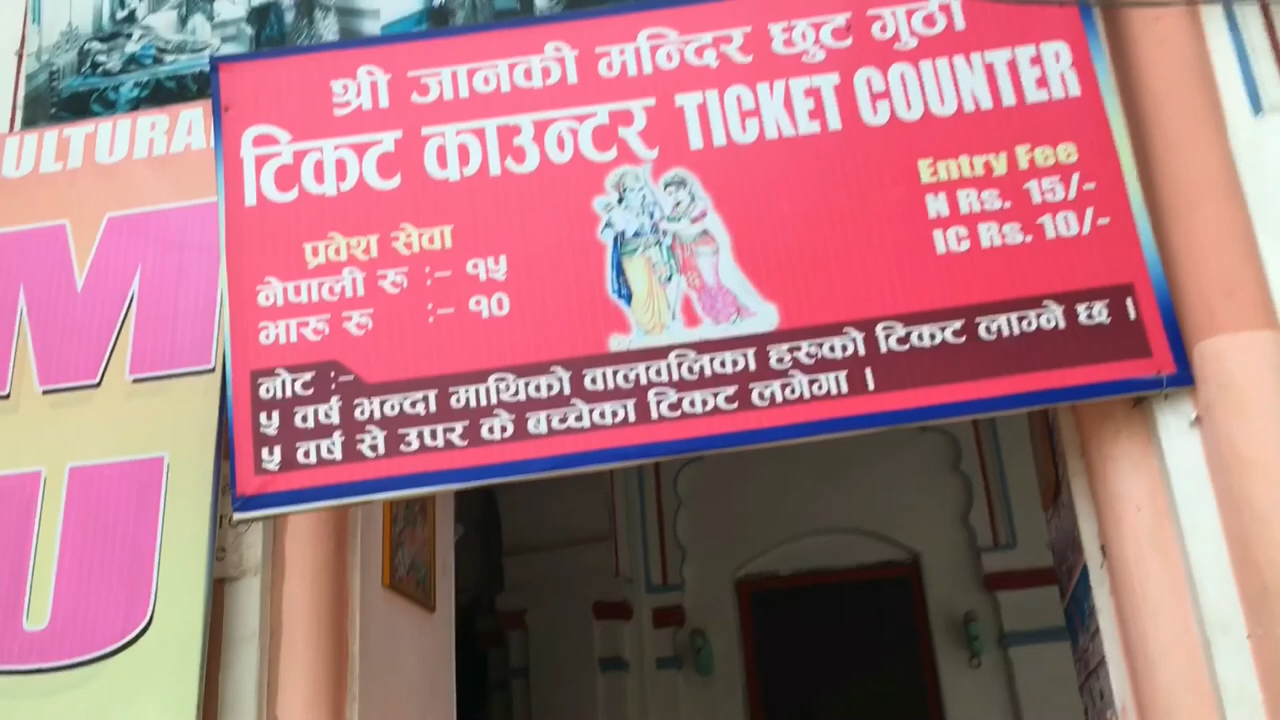 श्री जानकी मन्दिर छुट गुठी
टिकट काउन्टर TICKET COUNTER
प्रवेश सेवा
नेपाली रु :- १५
भारू रु :- १०
Entry Fee
N Rs. 15/-
IC Rs. 10/-
नोट :-
५ वर्ष भन्दा माथिको वालवलिका हरूको टिकट लाग्ने छ ।
५ वर्ष से उपर के बच्चेका टिकट लगेगा ।
ULTURA
M
U